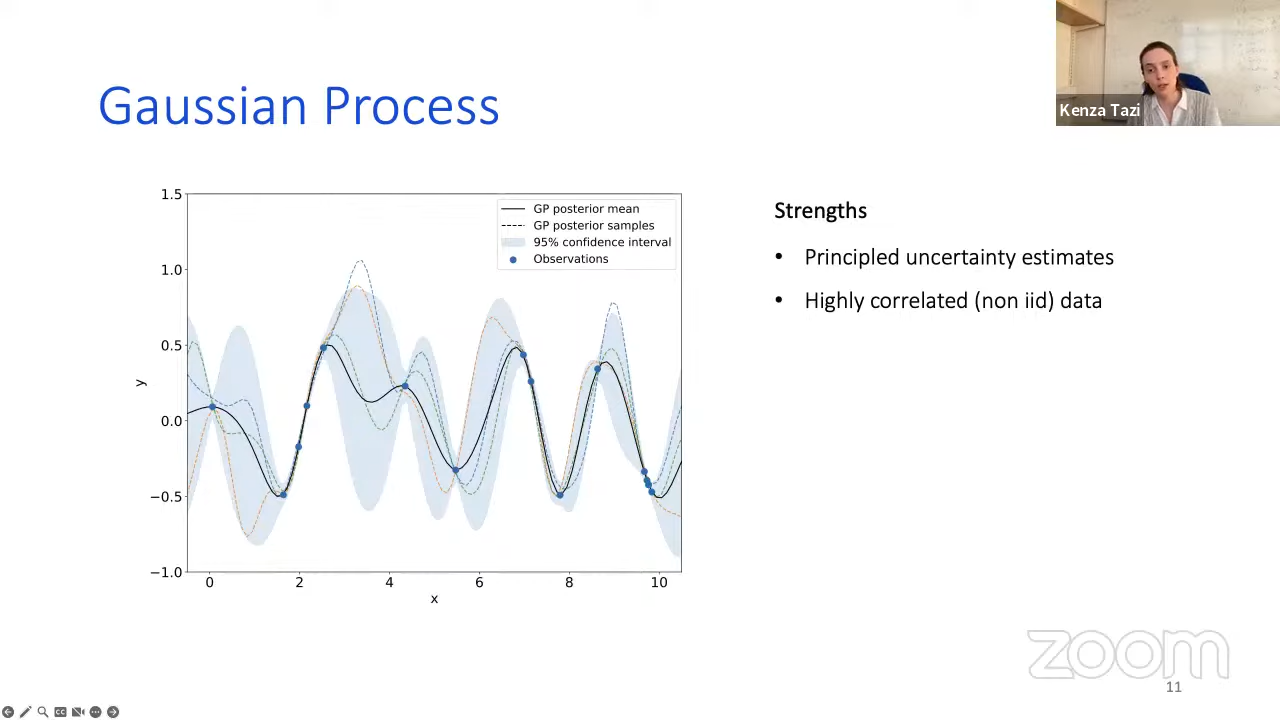 Gaussian Process
Kenza Tazi
1.5
1.0
0.5
0.0
−0.5
−1.0
y
0
2
4
6
8
10
x
GP posterior mean
GP posterior samples
95% confidence interval
Observations
Strengths
• Principled uncertainty estimates
• Highly correlated (non iid) data
zoom
11
CC